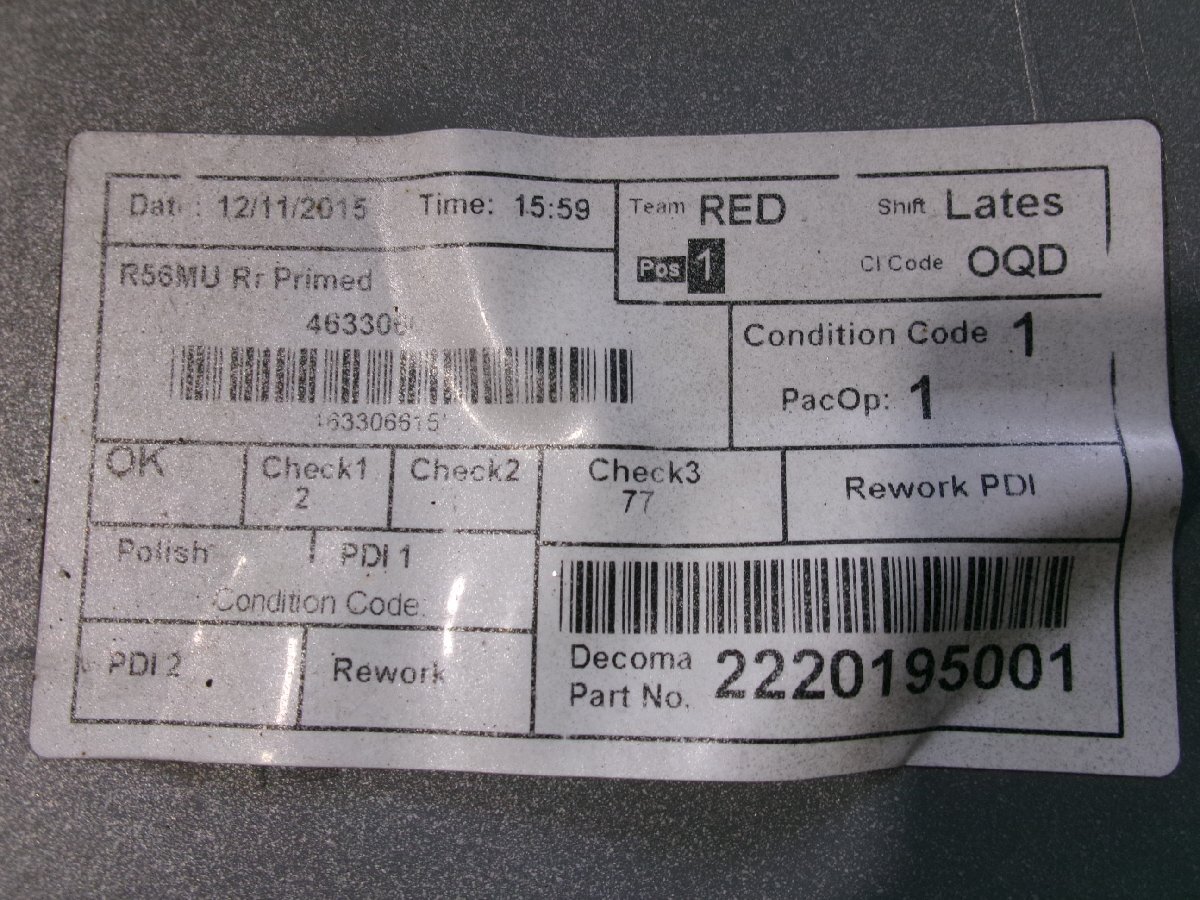 Date: 12/11/2015 Time: 15:59
Team RED Shift Lates
Pos 1 CI Code OQD
R56MU Rr Primed
463306
Condition Code 1
PacOp: 1
463306615
OK Check1 Check2 Check3 Rework PDI
2 77
Polish PDI 1
Condition Code:
PDI 2 Rework
Decoma
Part No. 2220195001